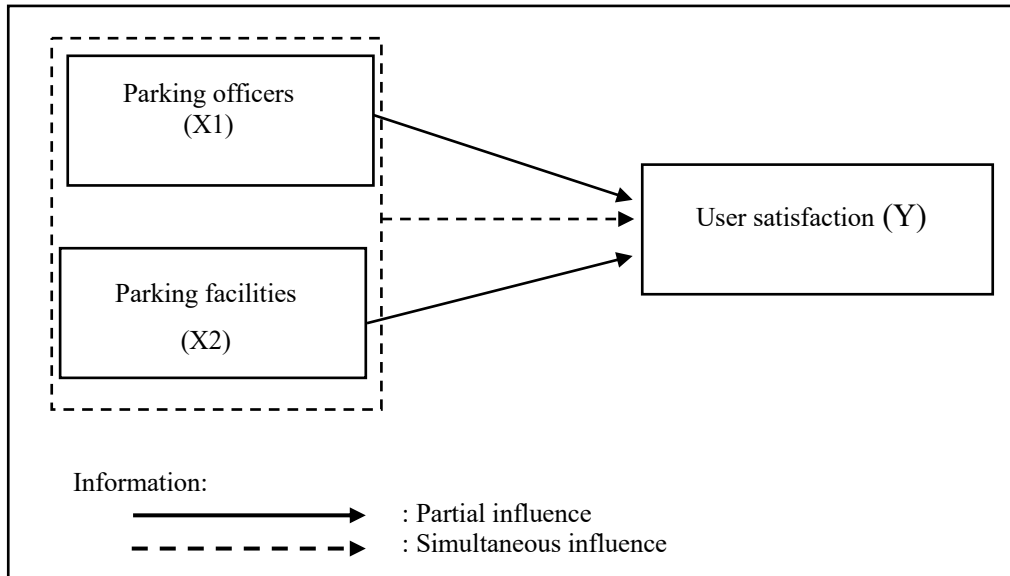 Parking officers
(X1)
User satisfaction (Y)
Parking facilities
(X2)
Information:
: Partial influence
: Simultaneous influence